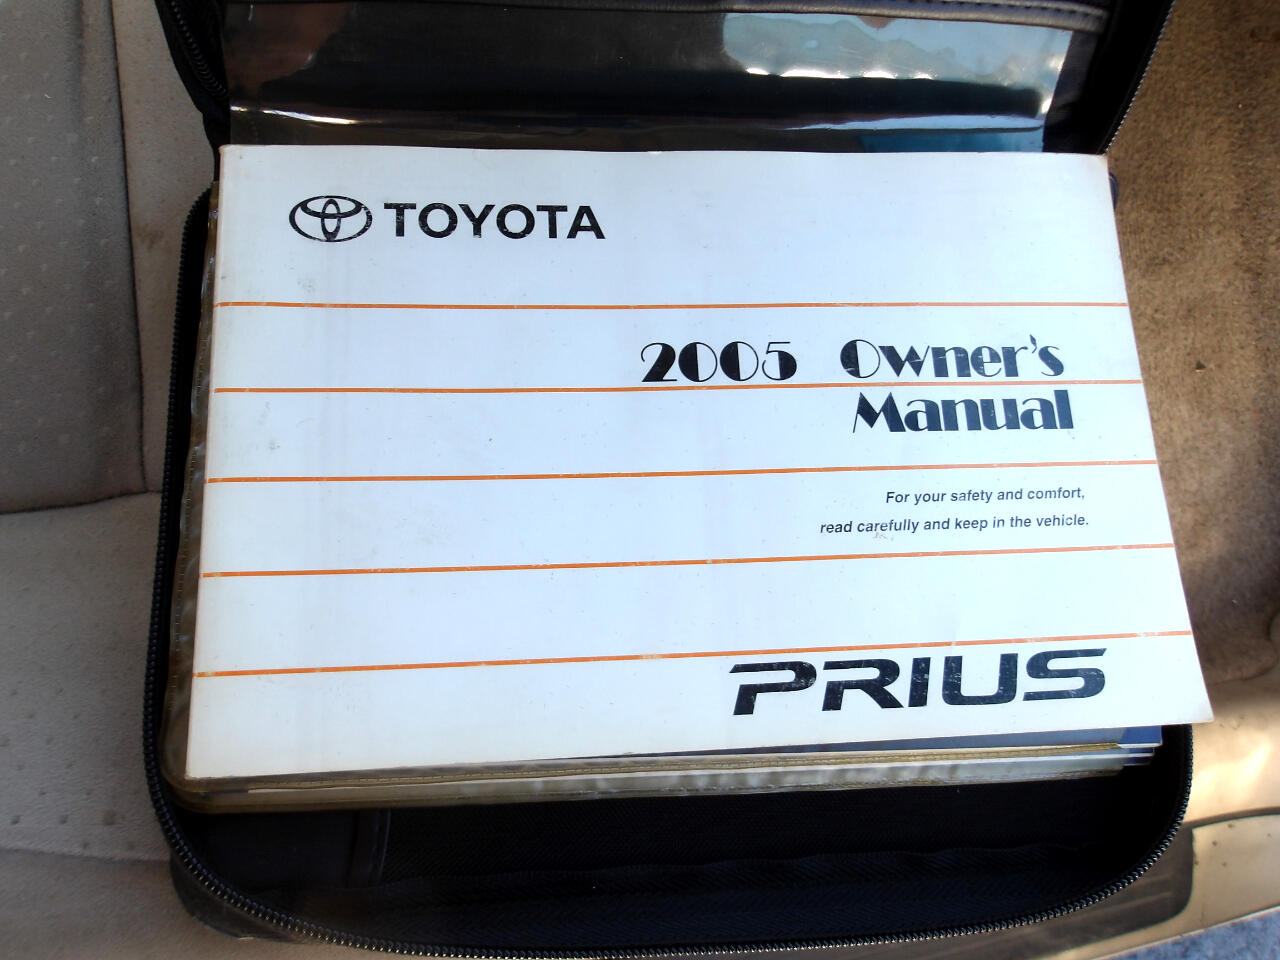 TOYOTA
2005 Owner's
Manual
For your safety and comfort,
read carefully and keep in the vehicle.
PRIUS